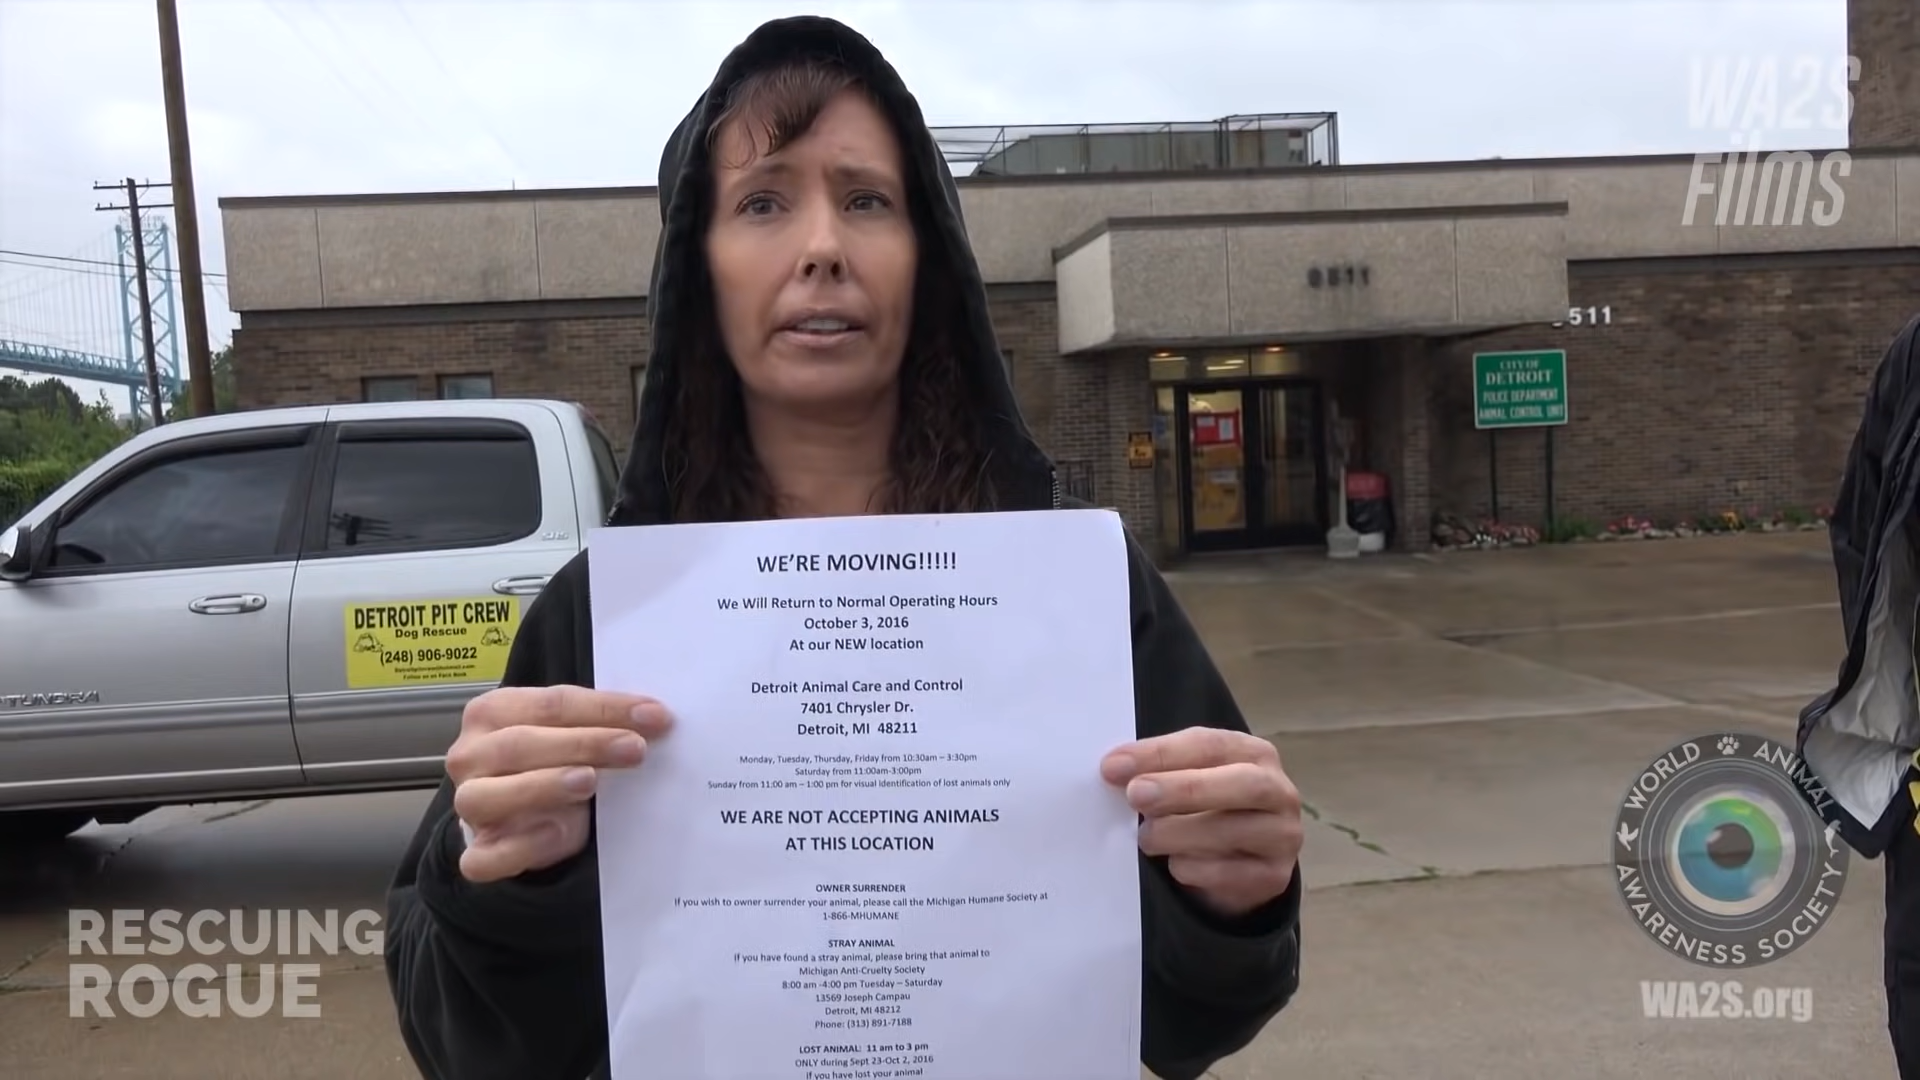 WA2S
Films
8511
511
CITY OF
DETROIT
POLICE DEPARTMENT
ANIMAL CONTROL UNIT
DETROIT PIT CREW
Dog Rescue
(248) 906-9022
TUNDRA
WE'RE MOVING!!!!!
We Will Return to Normal Operating Hours
October 3, 2016
At our NEW location
Detroit Animal Care and Control
7401 Chrysler Dr.
Detroit, MI 48211
Monday, Tuesday, Thursday, Friday from 10:30am – 3:30pm
Saturday from 11:00am-3:00pm
Sunday from 11:00 am – 1:00 pm for visual identification of lost animals only
WE ARE NOT ACCEPTING ANIMALS
AT THIS LOCATION
OWNER SURRENDER
If you wish to owner surrender your animal, please call the Michigan Humane Society at
1-866-MHUMANE
STRAY ANIMAL
If you have found a stray animal, please bring that animal to
Michigan Anti-Cruelty Society
8:00 am -4:00 pm Tuesday – Saturday
13569 Joseph Campau
Detroit, MI 48212
Phone: (313) 891-7188
LOST ANIMAL: 11 am to 3 pm
ONLY during Sept 23-Oct 2, 2016
If you have lost your animal
RESCUING
ROGUE
WORLD ANIMAL
AWARENESS SOCIETY
WA2S.org